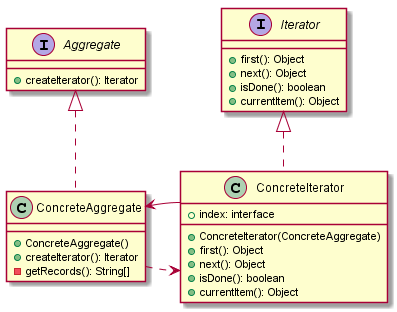 I Aggregate
createIterator(): Iterator
I Iterator
first(): Object
next(): Object
isDone(): boolean
currentItem(): Object
C ConcreteAggregate
ConcreteAggregate()
createIterator(): Iterator
getRecords(): String[]
C ConcreteIterator
index: interface
ConcreteIterator(ConcreteAggregate)
first(): Object
next(): Object
isDone(): boolean
currentItem(): Object